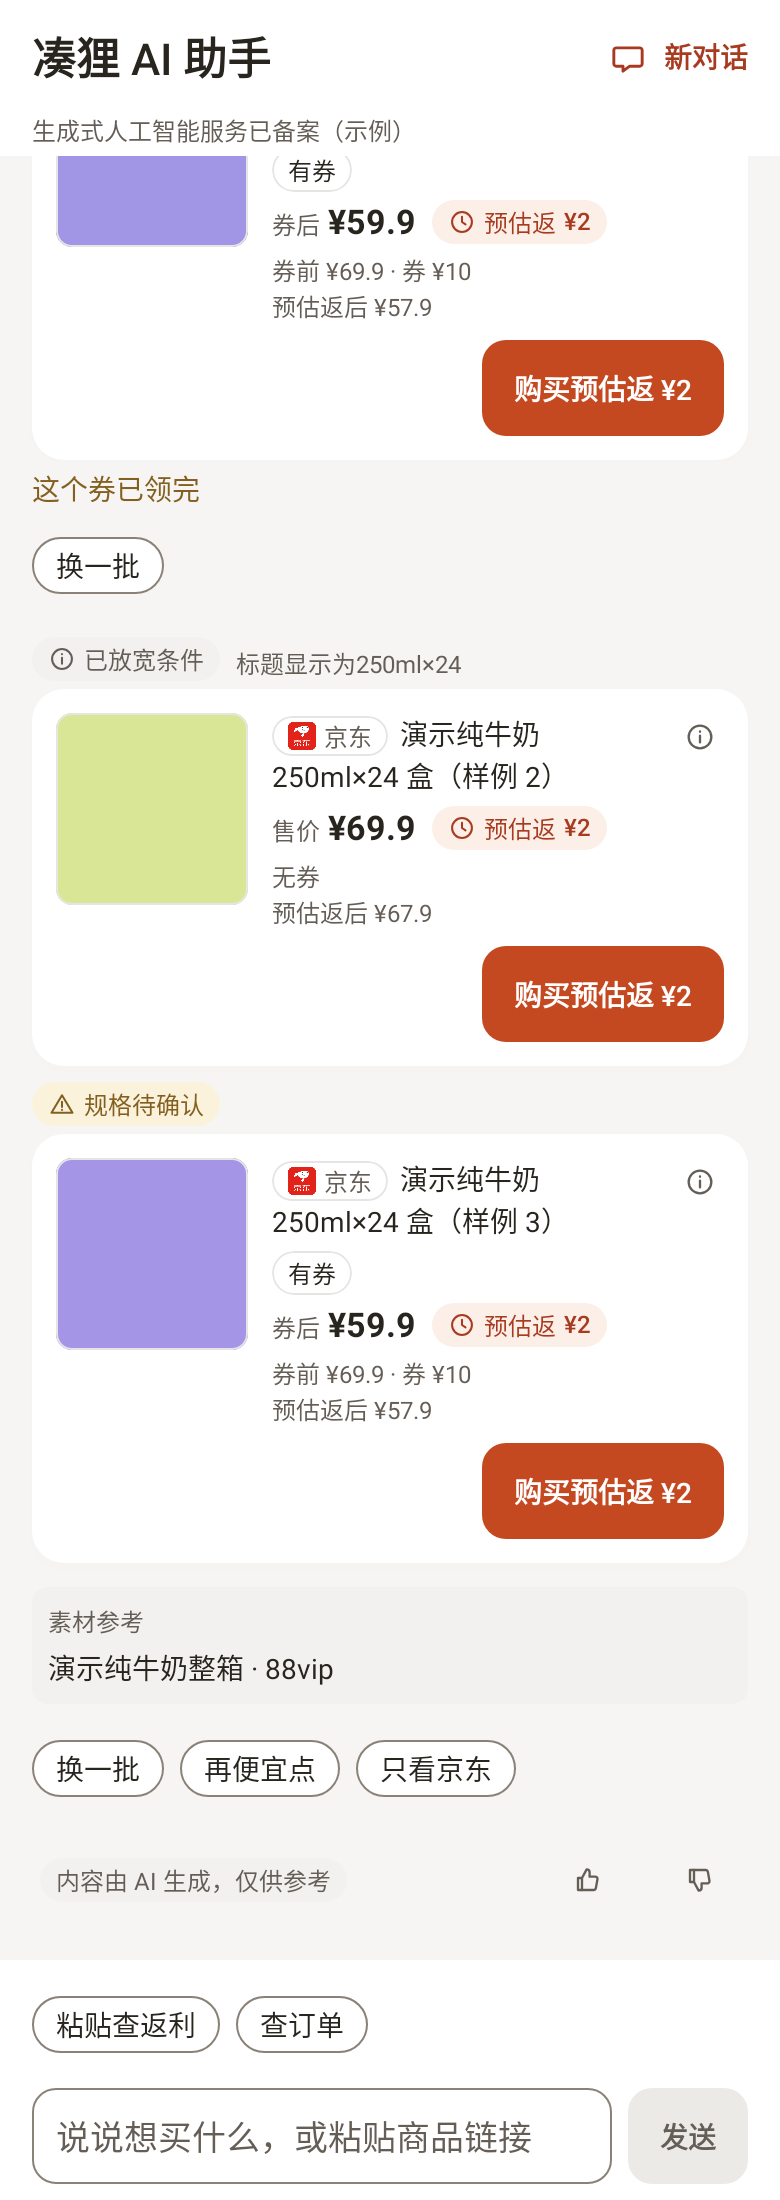 凑狸 AI 助手
新对话
生成式人工智能服务已备案（示例）
有券
券后 ¥59.9 预估返 ¥2
券前 ¥69.9 · 券 ¥10
预估返后 ¥57.9
购买预估返 ¥2
这个券已领完
换一批
已放宽条件 标题显示为250ml×24
京东 演示纯牛奶
250ml×24 盒（样例 2）
售价 ¥69.9 预估返 ¥2
无券
预估返后 ¥67.9
购买预估返 ¥2
规格待确认
京东 演示纯牛奶
250ml×24 盒（样例 3）
有券
券后 ¥59.9 预估返 ¥2
券前 ¥69.9 · 券 ¥10
预估返后 ¥57.9
购买预估返 ¥2
素材参考
演示纯牛奶整箱 · 88vip
换一批 再便宜点 只看京东
内容由 AI 生成，仅供参考
粘贴查返利 查订单
说说想买什么，或粘贴商品链接 发送